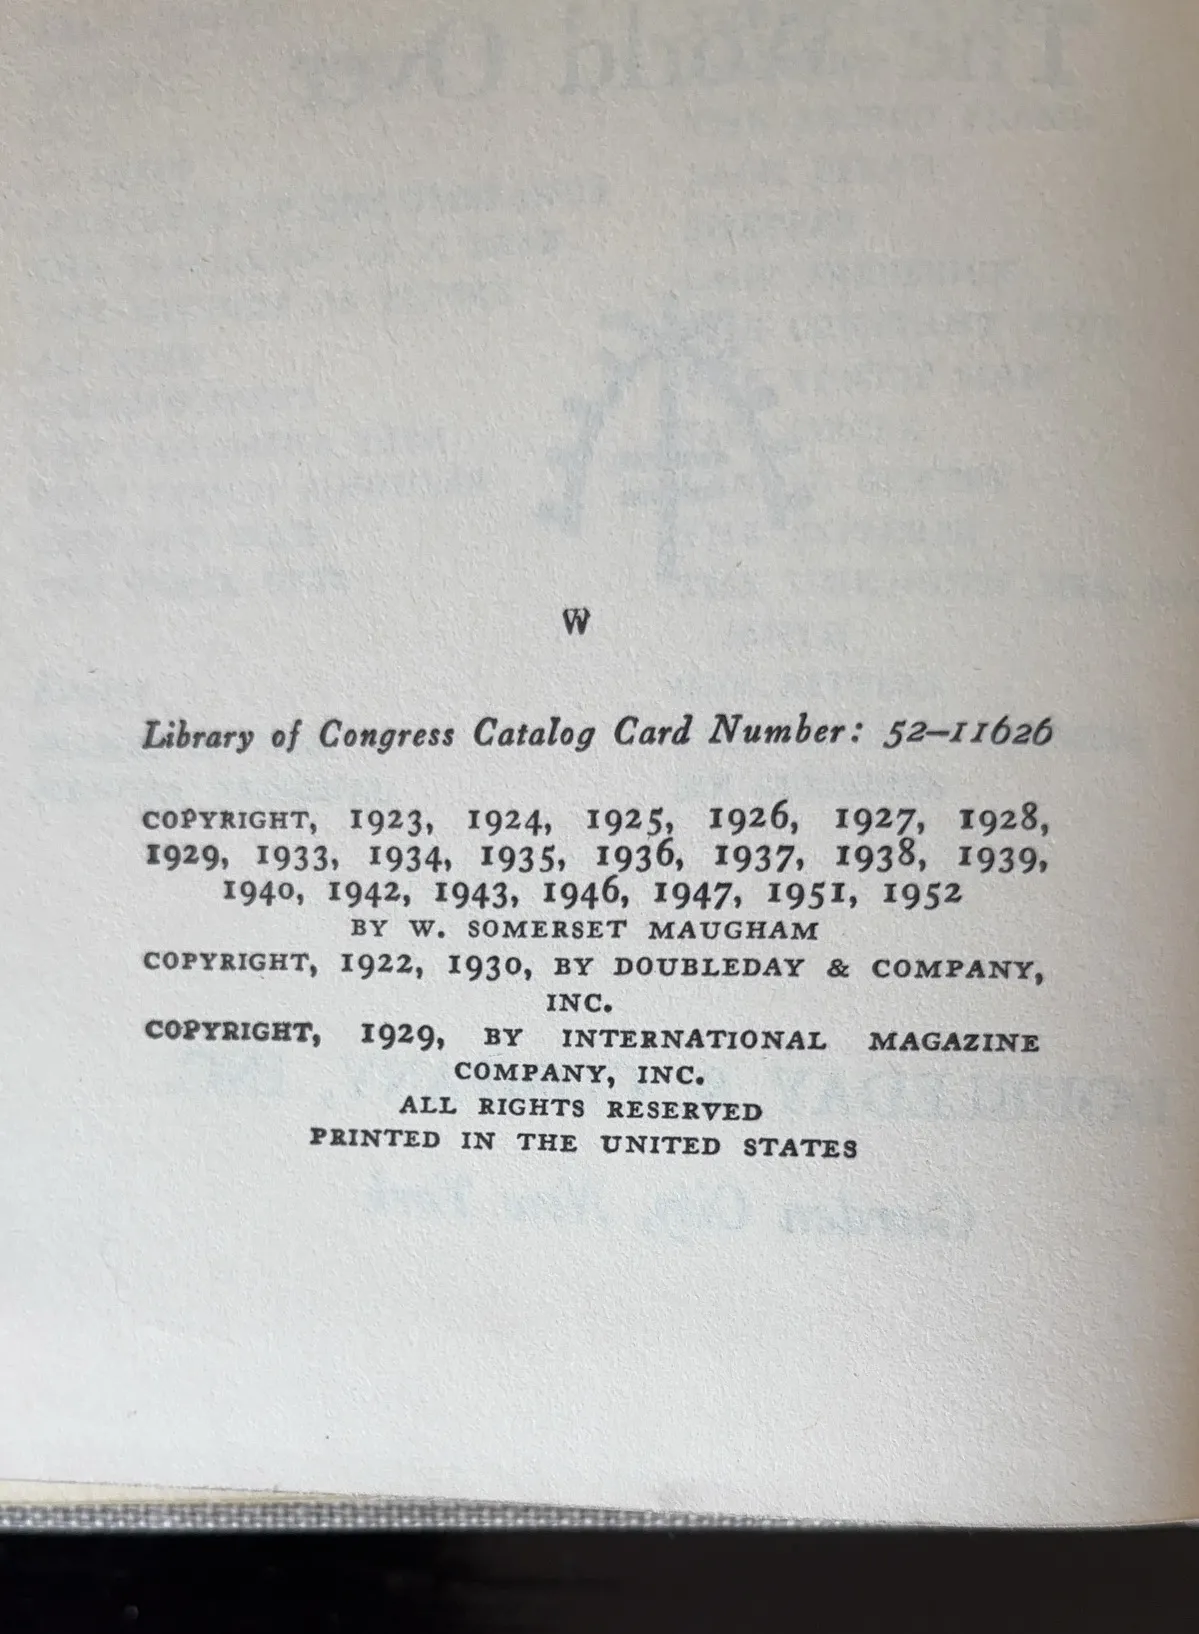 W
Library of Congress Catalog Card Number: 52–11626
COPYRIGHT, 1923, 1924, 1925, 1926, 1927, 1928,
1929, 1933, 1934, 1935, 1936, 1937, 1938, 1939,
1940, 1942, 1943, 1946, 1947, 1951, 1952
BY W. SOMERSET MAUGHAM
COPYRIGHT, 1922, 1930, BY DOUBLEDAY & COMPANY,
INC.
COPYRIGHT, 1929, BY INTERNATIONAL MAGAZINE
COMPANY, INC.
ALL RIGHTS RESERVED
PRINTED IN THE UNITED STATES